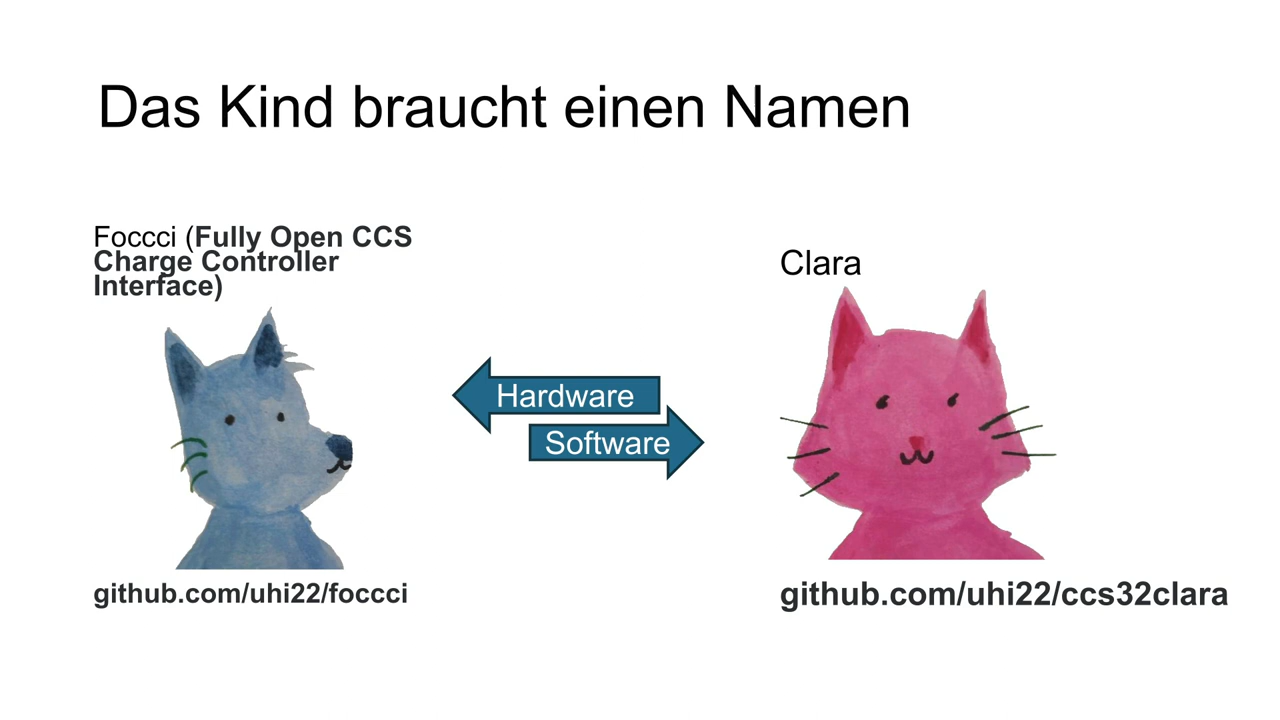 Das Kind braucht einen Namen
Foccci (Fully Open CCS
Charge Controller
Interface)
Clara
Hardware
Software
github.com/uhi22/foccci
github.com/uhi22/ccs32clara